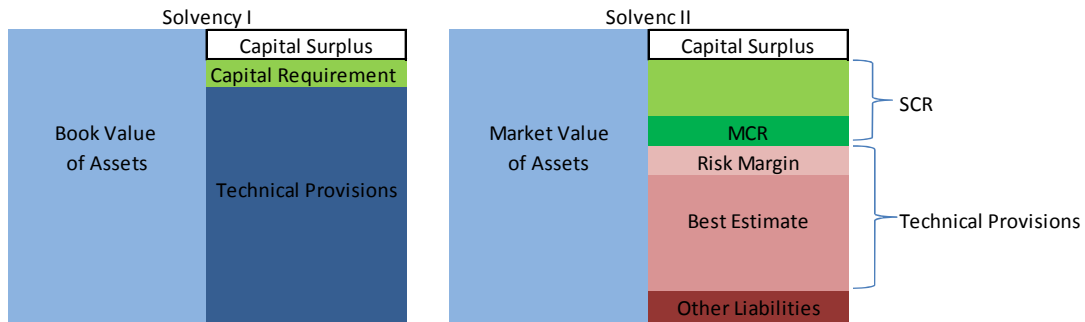 Solvency I
Capital Surplus
Capital Requirement
Book Value
of Assets
Technical Provisions
Solvenc II
Capital Surplus
SCR
Market Value
of Assets
MCR
Risk Margin
Best Estimate
Technical Provisions
Other Liabilities